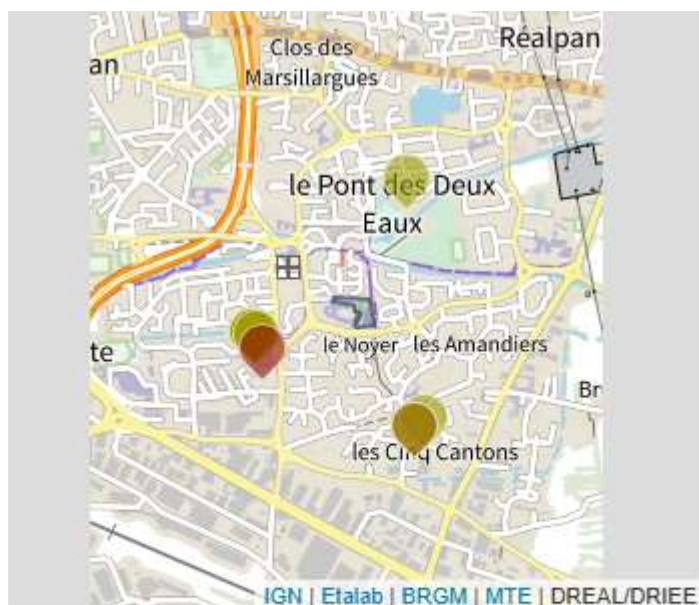 Clos des
Marsillargues
Réalpan
an
le Pont des Deux
Eaux
te
le Noyer
les Amandiers
Br
les Cinq Cantons
IGN | Etalab | BRGM | MTE | DREAL/DRIEE